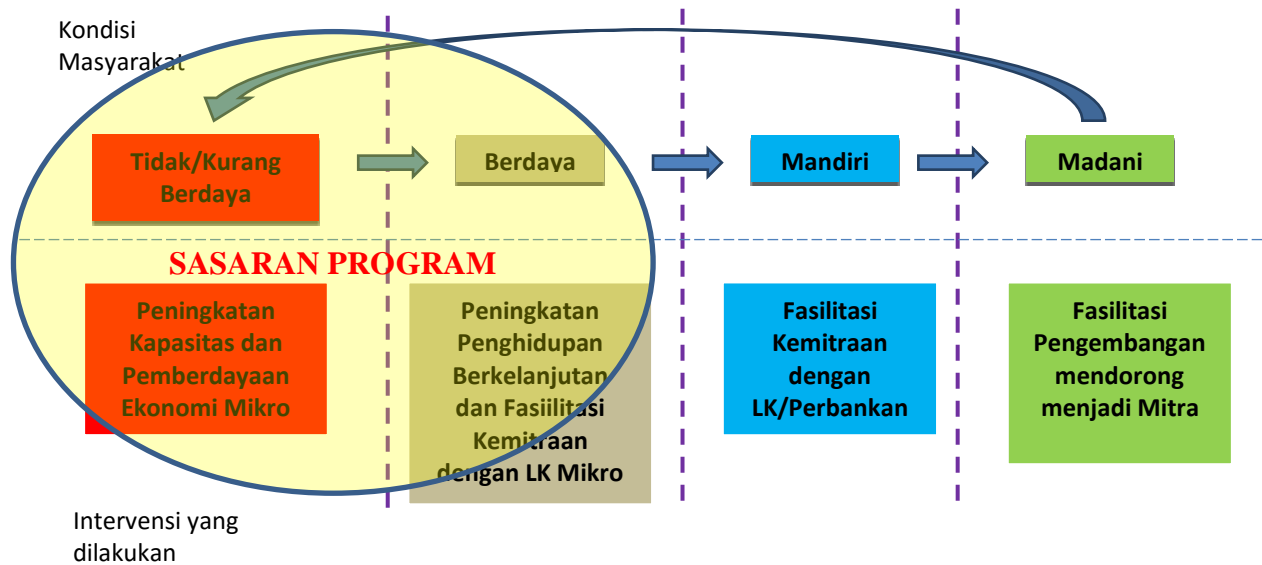 Kondisi
Masyarakat
Tidak/Kurang
Berdaya
Berdaya
Mandiri
Madani
SASARAN PROGRAM
Peningkatan
Kapasitas dan
Pemberdayaan
Ekonomi Mikro
Peningkatan
Penghidupan
Berkelanjutan
dan Fasiilitasi
Kemitraan
dengan LK Mikro
Fasilitasi
Kemitraan
dengan
LK/Perbankan
Fasilitasi
Pengembangan
mendorong
menjadi Mitra
Intervensi yang
dilakukan